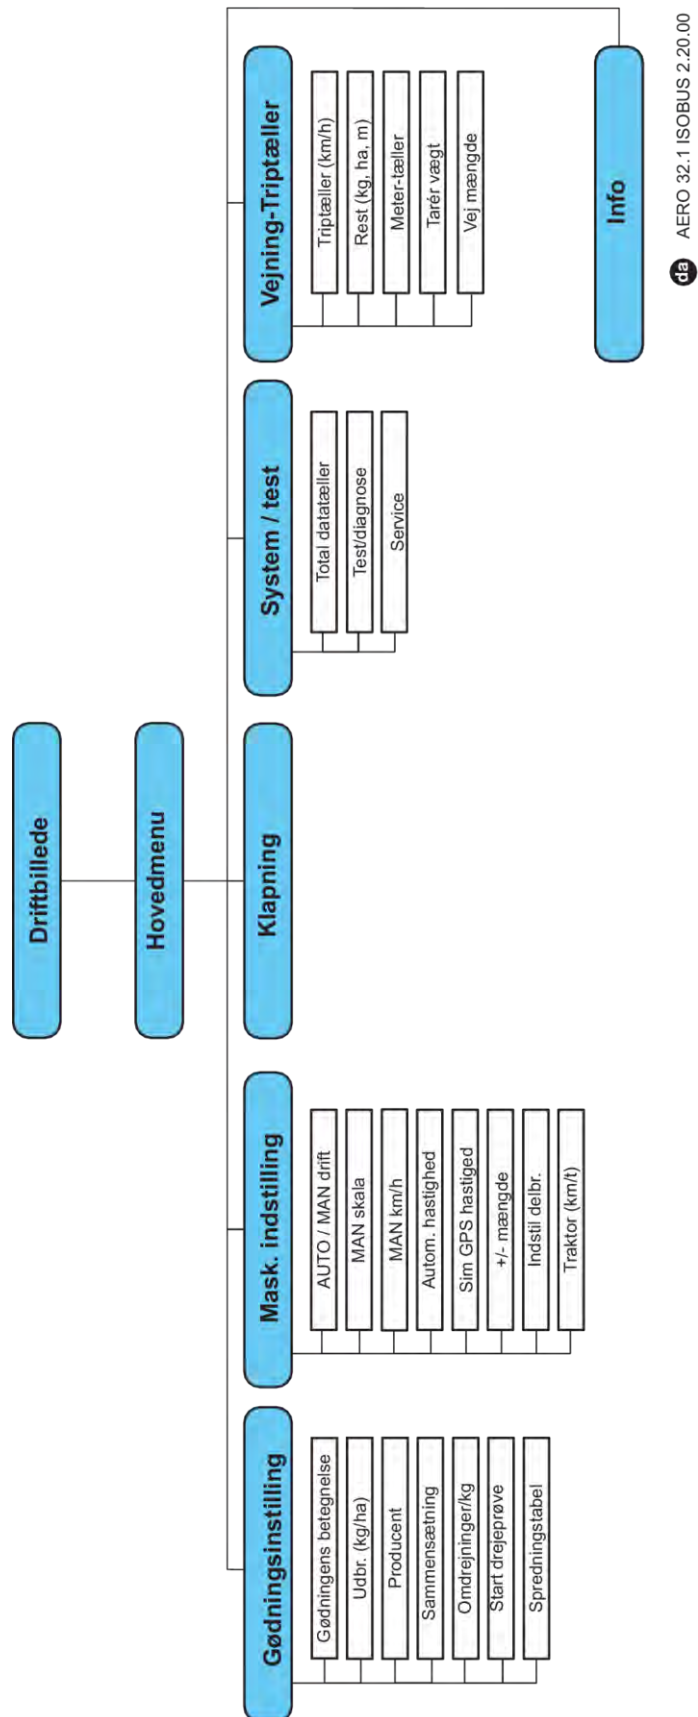 Driftbillede
Hovedmenu
Gødningsinstilling
Gødningens betegnelse
Udbr. (kg/ha)
Producent
Sammensætning
Omdrejninger/kg
Start drejeprøve
Spredningstabel
Mask. indstilling
AUTO / MAN drift
MAN skala
MAN km/h
Autom. hastighed
Sim GPS hastiged
+/- mængde
Indstil delbr.
Traktor (km/t)
Klapning
System / test
Total datatæller
Test/diagnose
Service
Vejning-Triptæller
Triptæller (km/h)
Rest (kg, ha, m)
Meter-tæller
Tarér vægt
Vej mængde
Info
da AERO 32.1 ISOBUS 2.20.00